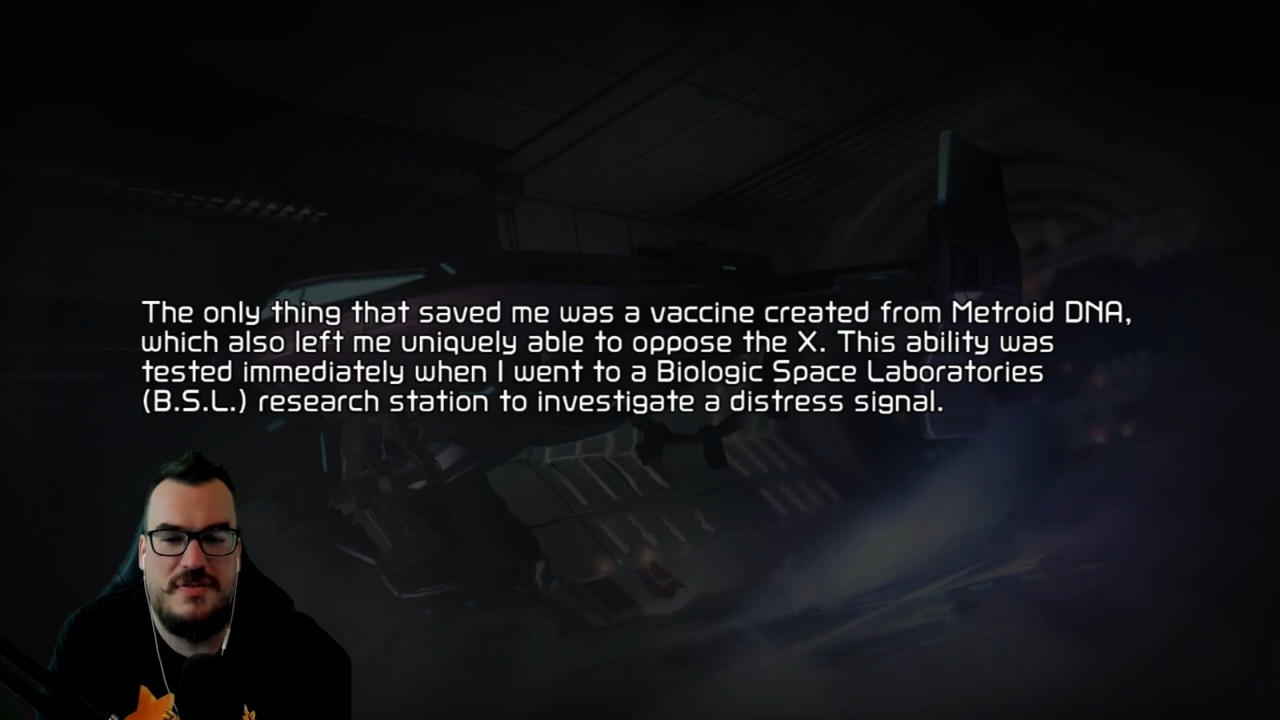 The only thing that saved me was a vaccine created from Metroid DNA,
which also left me uniquely able to oppose the X. This ability was
tested immediately when I went to a Biologic Space Laboratories
(B.S.L.) research station to investigate a distress signal.